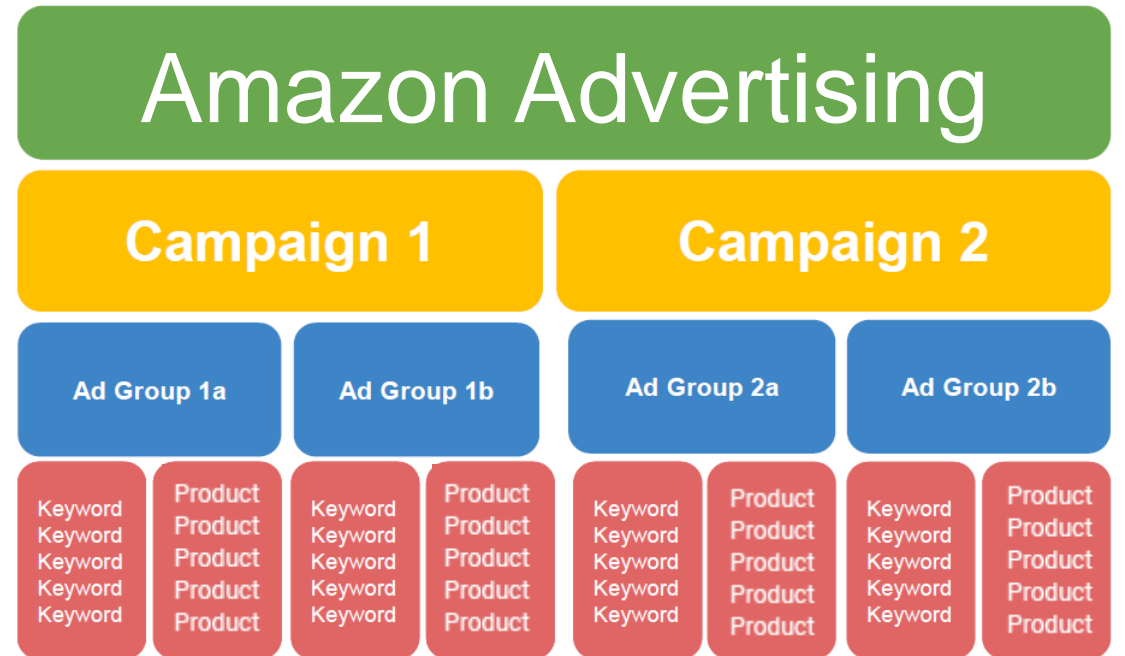 Amazon Advertising
Campaign 1
Campaign 2
Ad Group 1a
Ad Group 1b
Ad Group 2a
Ad Group 2b
Keyword
Keyword
Keyword
Keyword
Keyword
Product
Product
Product
Product
Product
Keyword
Keyword
Keyword
Keyword
Keyword
Product
Product
Product
Product
Product
Keyword
Keyword
Keyword
Keyword
Keyword
Product
Product
Product
Product
Product
Keyword
Keyword
Keyword
Keyword
Keyword
Product
Product
Product
Product
Product